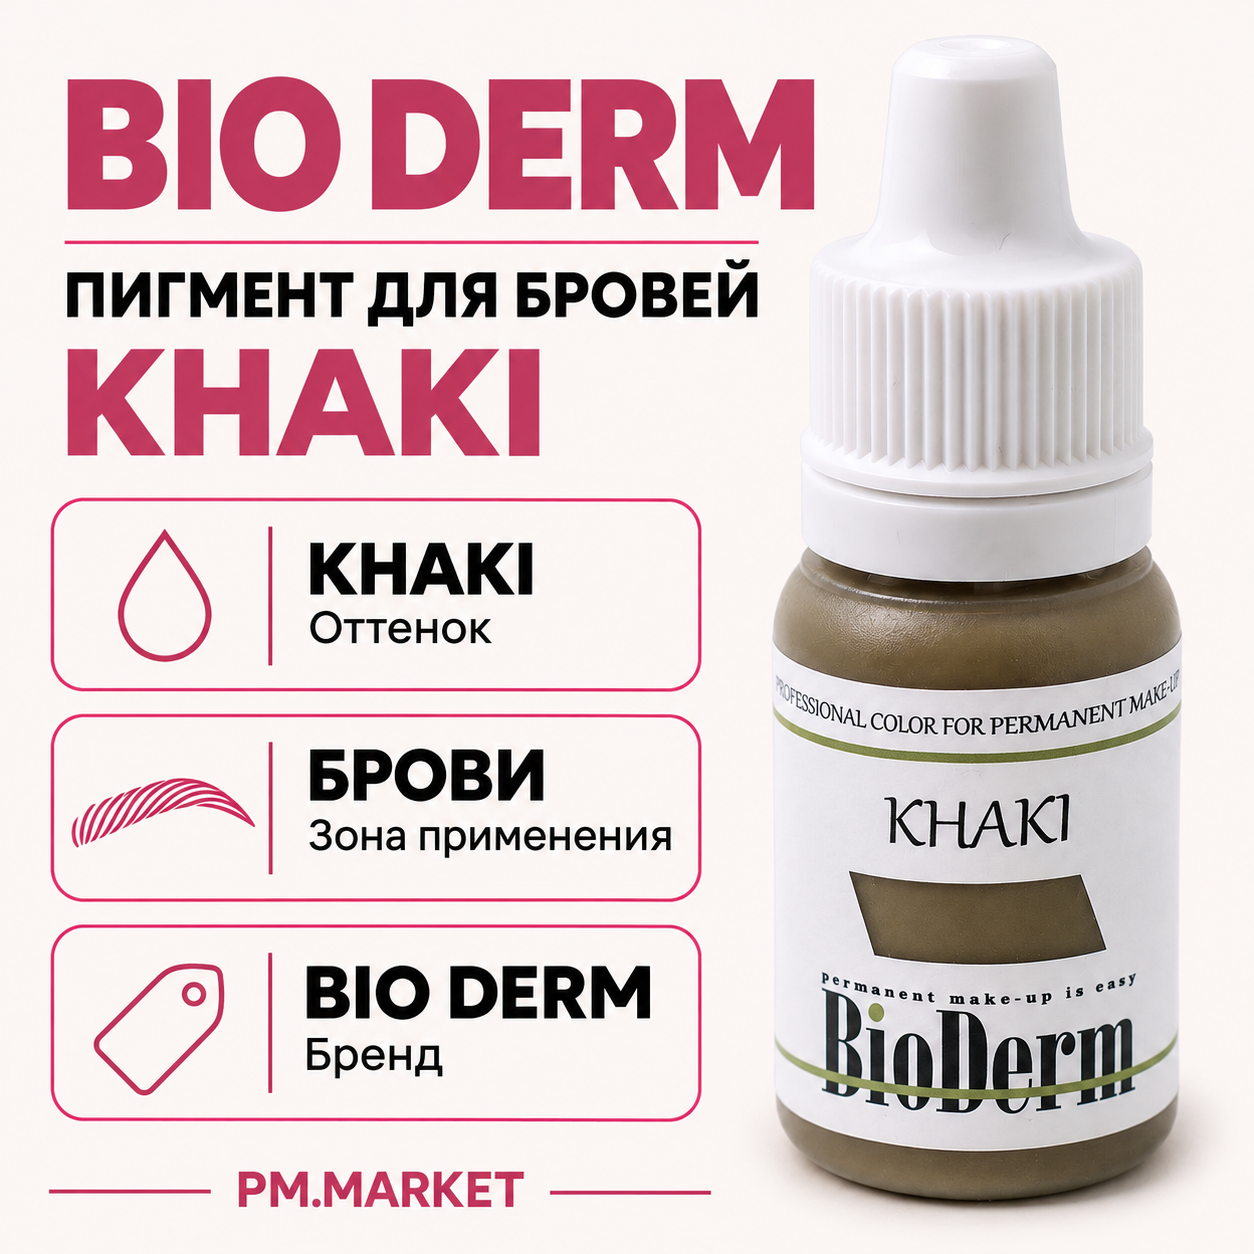 BIO DERM
ПИГМЕНТ ДЛЯ БРОВЕЙ
KHAKI
KHAKI
Оттенок
БРОВИ
Зона применения
BIO DERM
Бренд
PM.MARKET
PROFESSIONAL COLOR FOR PERMANENT MAKE-UP
KHAKI
permanent make-up is easy
BioDerm